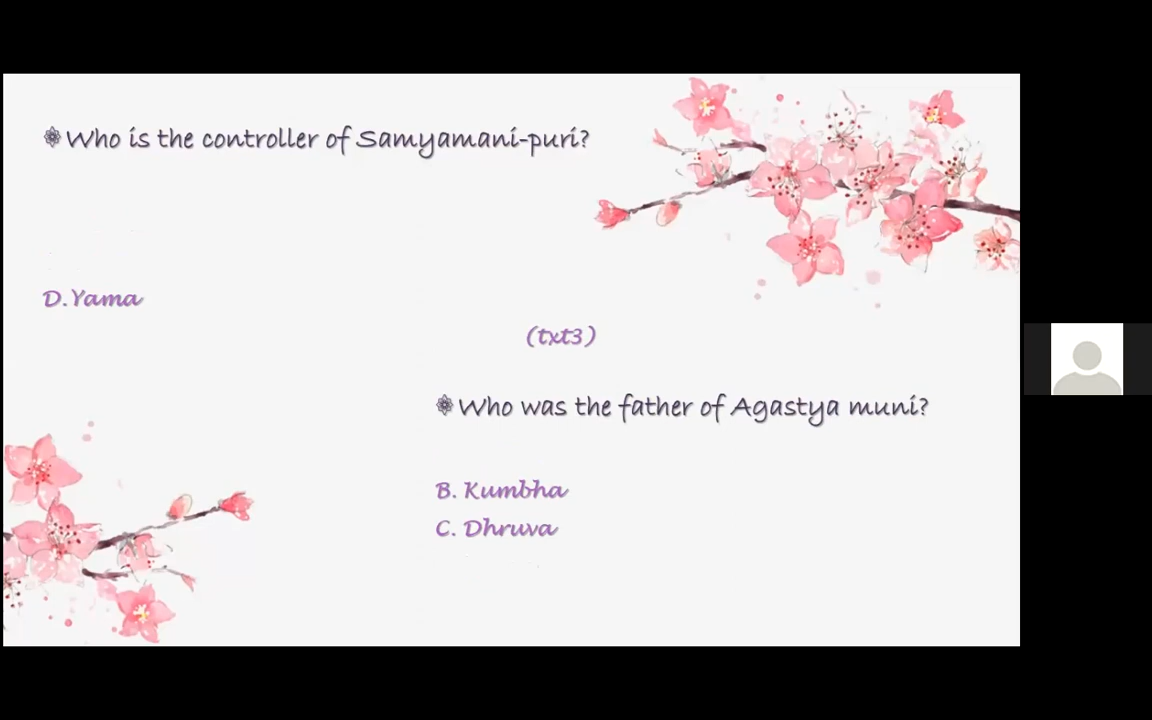 Who is the controller of Samyamani-puri?
D.Yama
(txt3)
Who was the father of Agastya muni?
B. Kumbha
C. Dhruva